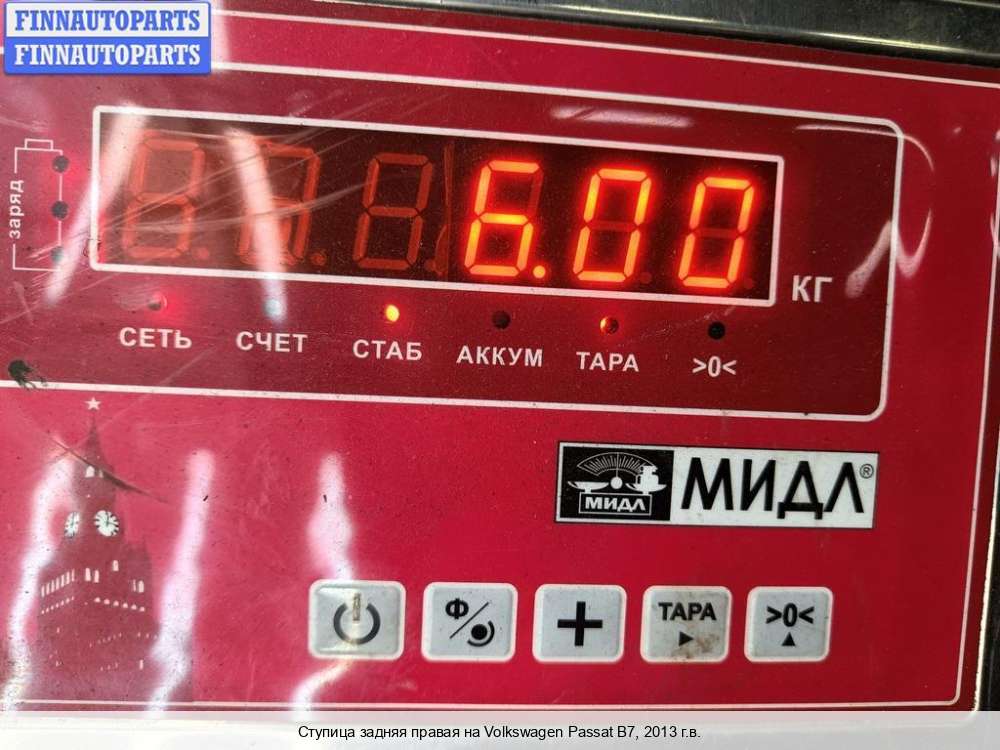 FINNAUTOPARTS
FINNAUTOPARTS
заряд
6.00
КГ
СЕТЬ СЧЕТ СТАБ АККУМ ТАРА >0<
МИДЛ МИДЛ®
Ф ТАРА >0<
Ступица задняя правая на Volkswagen Passat B7, 2013 г.в.